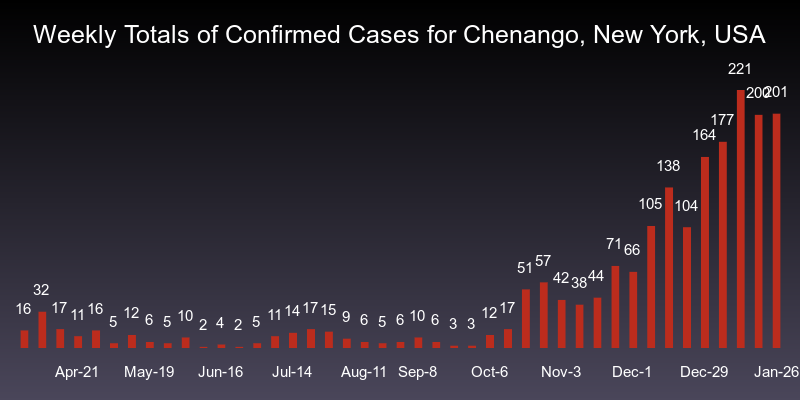 Weekly Totals of Confirmed Cases for Chenango, New York, USA
16 32 17 11 16 5 12 6 5 10 2 4 2 5 11 14 17 15 9 6 5 6 10 6 3 3 12 17 51 57 42 38 44 71 66 105 138 104 164 177 221 200 201
Apr-21 May-19 Jun-16 Jul-14 Aug-11 Sep-8 Oct-6 Nov-3 Dec-1 Dec-29 Jan-26